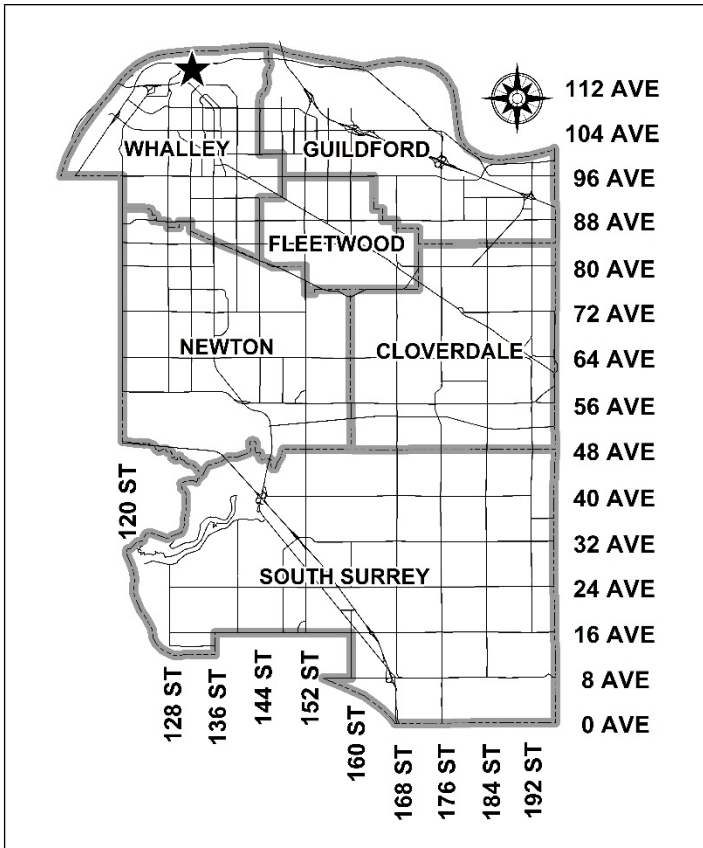 112 AVE
104 AVE
WHALLEY
GUILDFORD
96 AVE
88 AVE
FLEETWOOD
80 AVE
72 AVE
NEWTON
CLOVERDALE
64 AVE
56 AVE
48 AVE
120 ST
40 AVE
32 AVE
SOUTH SURREY
24 AVE
16 AVE
128 ST
136 ST
144 ST
152 ST
160 ST
8 AVE
0 AVE
168 ST
176 ST
184 ST
192 ST